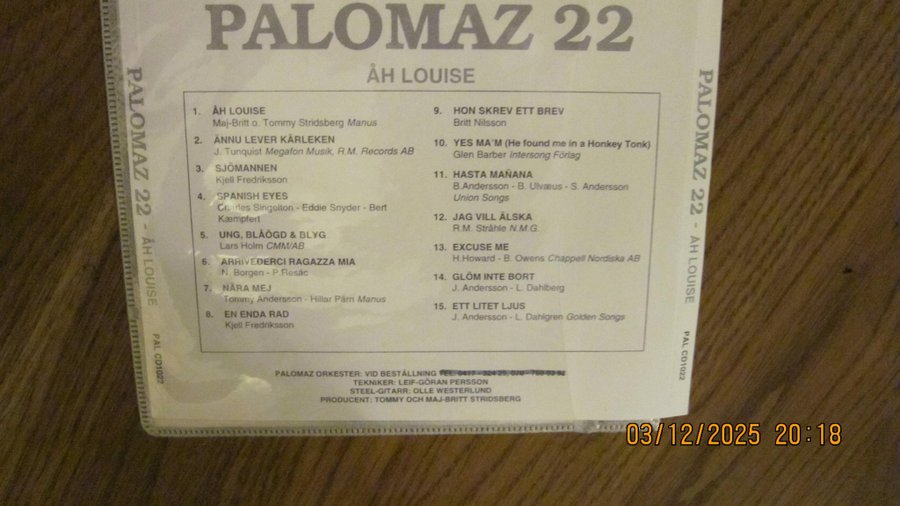 PALOMAZ 22
ÅH LOUISE
1. ÅH LOUISE
Maj-Britt o. Tommy Stridsberg Manus
2. ÄNNU LEVER KÄRLEKEN
J. Tunquist Megafon Musik, R.M. Records AB
3. SJÖMANNEN
Kjell Fredriksson
4. SPANISH EYES
Charles Singelton - Eddie Snyder - Bert
Kæmpfert
5. UNG, BLÅÖGD & BLYG
Lars Holm CMM/AB
6. ARRIVEDERCI RAGAZZA MIA
N. Borgen - P. Resác
7. NÄRA MEJ
Tommy Andersson - Hillar Pärn Manus
8. EN ENDA RAD
Kjell Fredriksson
9. HON SKREV ETT BREV
Britt Nilsson
10. YES MA'M (He found me in a Honkey Tonk)
Glen Barber Intersong Förlag
11. HASTA MAÑANA
B.Andersson - B. Ulvæus - S. Andersson
Union Songs
12. JAG VILL ÄLSKA
R.M. Stråhle N.M.G.
13. EXCUSE ME
H.Howard - B. Owens Chappell Nordiska AB
14. GLÖM INTE BORT
J. Andersson - L. Dahlberg
15. ETT LITET LJUS
J. Andersson - L. Dahlgren Golden Songs
PALOMAZ ORKESTER: VID BESTÄLLNING TEL.
TEKNIKER: LEIF-GÖRAN PERSSON
STEEL-GITARR: OLLE WESTERLUND
PRODUCENT: TOMMY OCH MAJ-BRITT STRIDSBERG
PALOMAZ 22 - ÅH LOUISE
PAL CD1022
PALOMAZ 22 - ÅH LOUISE
PAL CD1022
03/12/2025 20:18